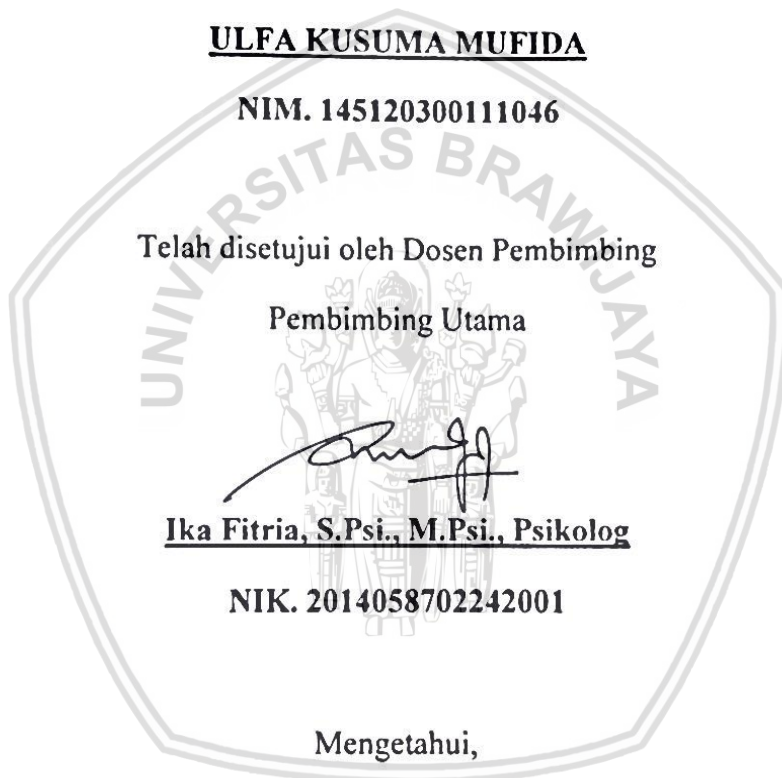 ULFA KUSUMA MUFIDA
NIM. 145120300111046
UNIVERSITAS BRAWIJAYA
Telah disetujui oleh Dosen Pembimbing
Pembimbing Utama
Ika Fitria, S.Psi., M.Psi., Psikolog
NIK. 2014058702242001
Mengetahui,